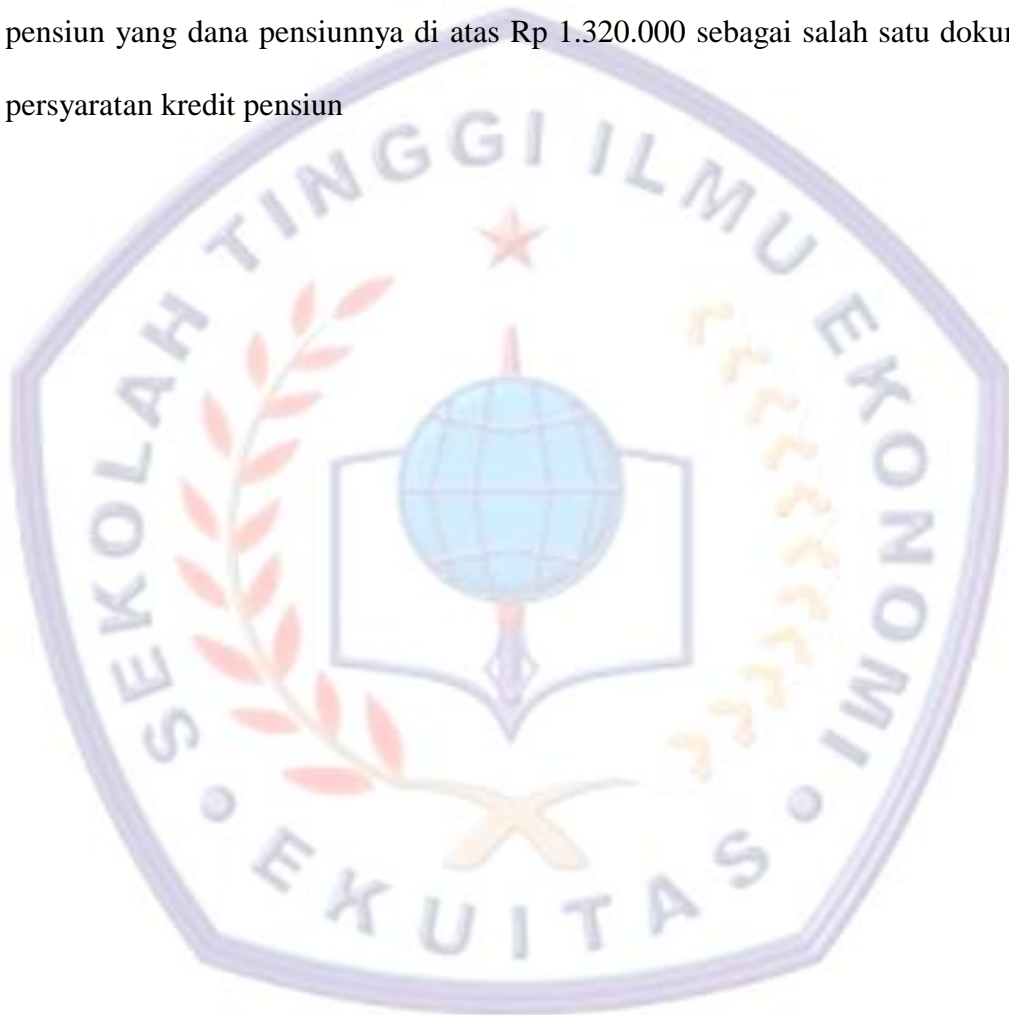 pensiun yang dana pensiunnya di atas Rp 1.320.000 sebagai salah satu
persyaratan kredit pensiun
SEKOLAH TINGGI ILMU EKONOMI
EKUITAS